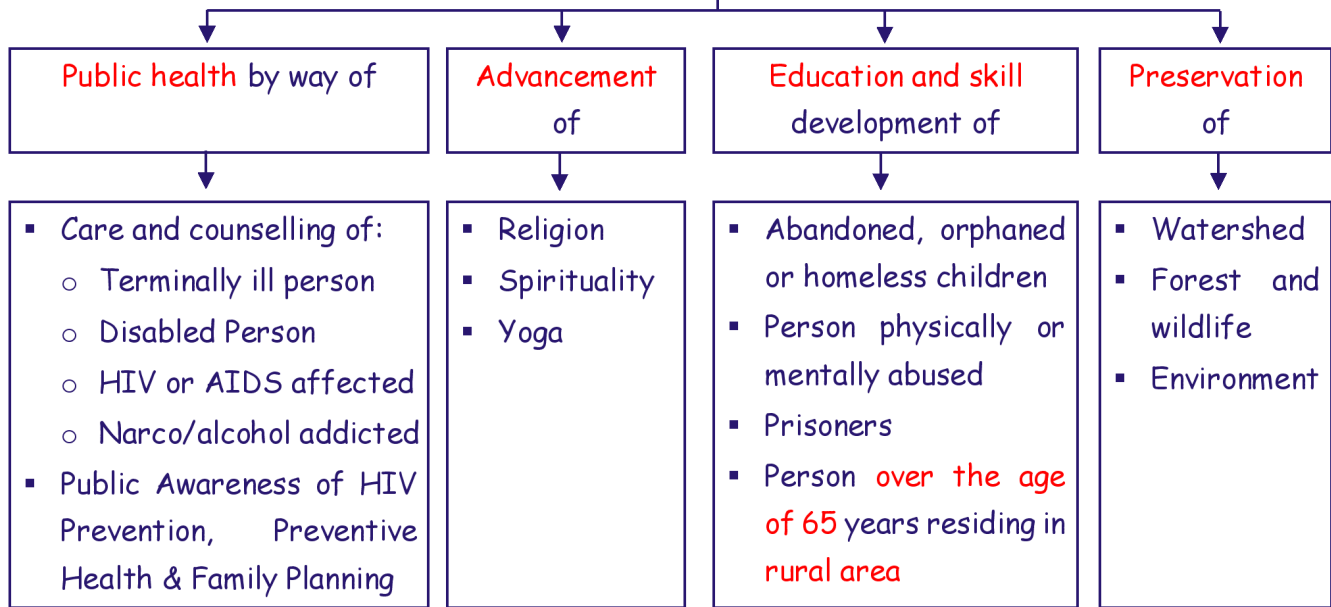 Public health by way of
Advancement
of
Education and skill
development of
Preservation
of
▪ Care and counselling of:
o Terminally ill person
o Disabled Person
o HIV or AIDS affected
o Narco/alcohol addicted
▪ Public Awareness of HIV
Prevention, Preventive
Health & Family Planning
▪ Religion
▪ Spirituality
▪ Yoga
▪ Abandoned, orphaned
or homeless children
▪ Person physically or
mentally abused
▪ Prisoners
▪ Person over the age
of 65 years residing in
rural area
▪ Watershed
▪ Forest and
wildlife
▪ Environment